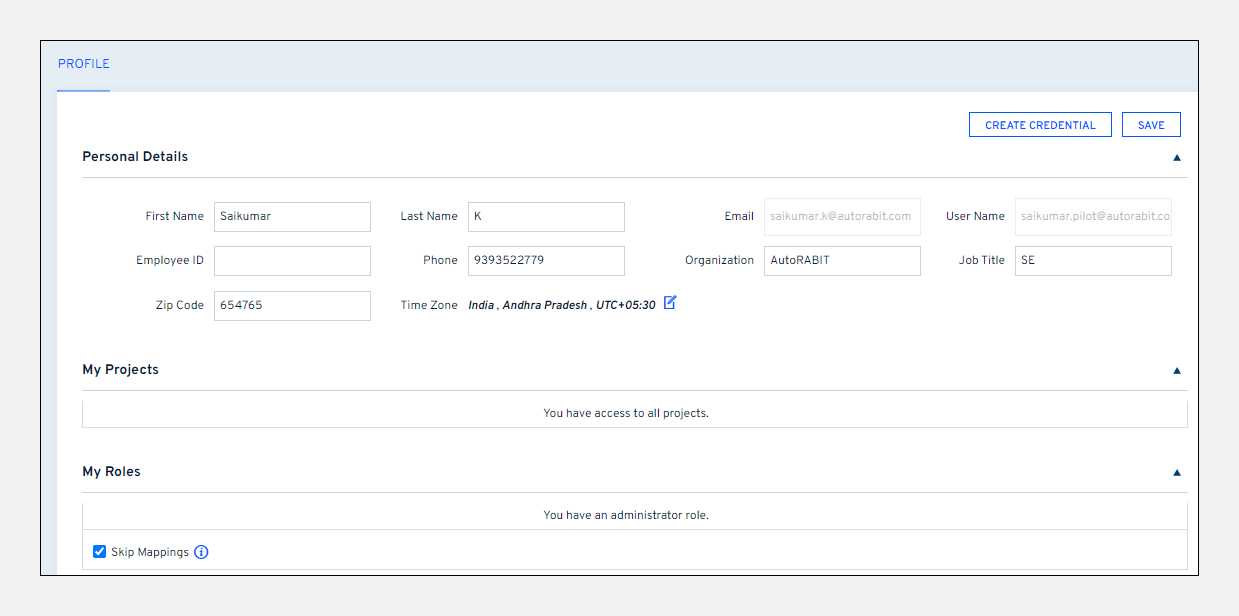 PROFILE
CREATE CREDENTIAL SAVE
Personal Details
First Name Saikumar Last Name K Email saikumar.k@autorabit.com User Name saikumar.pilot@autorabit.co
Employee ID Phone 9393522779 Organization AutoRABIT Job Title SE
Zip Code 654765 Time Zone India , Andhra Pradesh , UTC+05:30
My Projects
You have access to all projects.
My Roles
You have an administrator role.
Skip Mappings